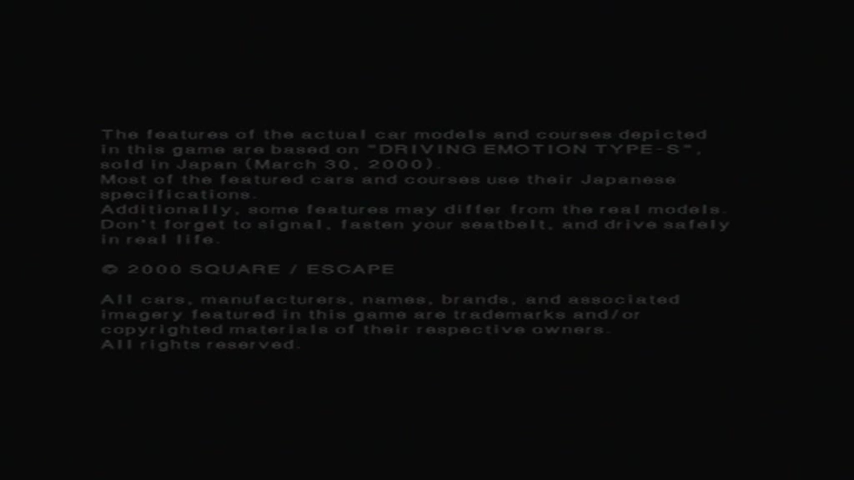 The features of the actual car models and courses depicted
in this game are based on "DRIVING EMOTION TYPE-S",
sold in Japan (March 30, 2000).
Most of the featured cars and courses use their Japanese
specifications.
Additionally, some features may differ from the real models.
Don't forget to signal, fasten your seatbelt, and drive safely
in real life.
© 2000 SQUARE / ESCAPE
All cars, manufacturers, names, brands, and associated
imagery featured in this game are trademarks and/or
copyrighted materials of their respective owners.
All rights reserved.